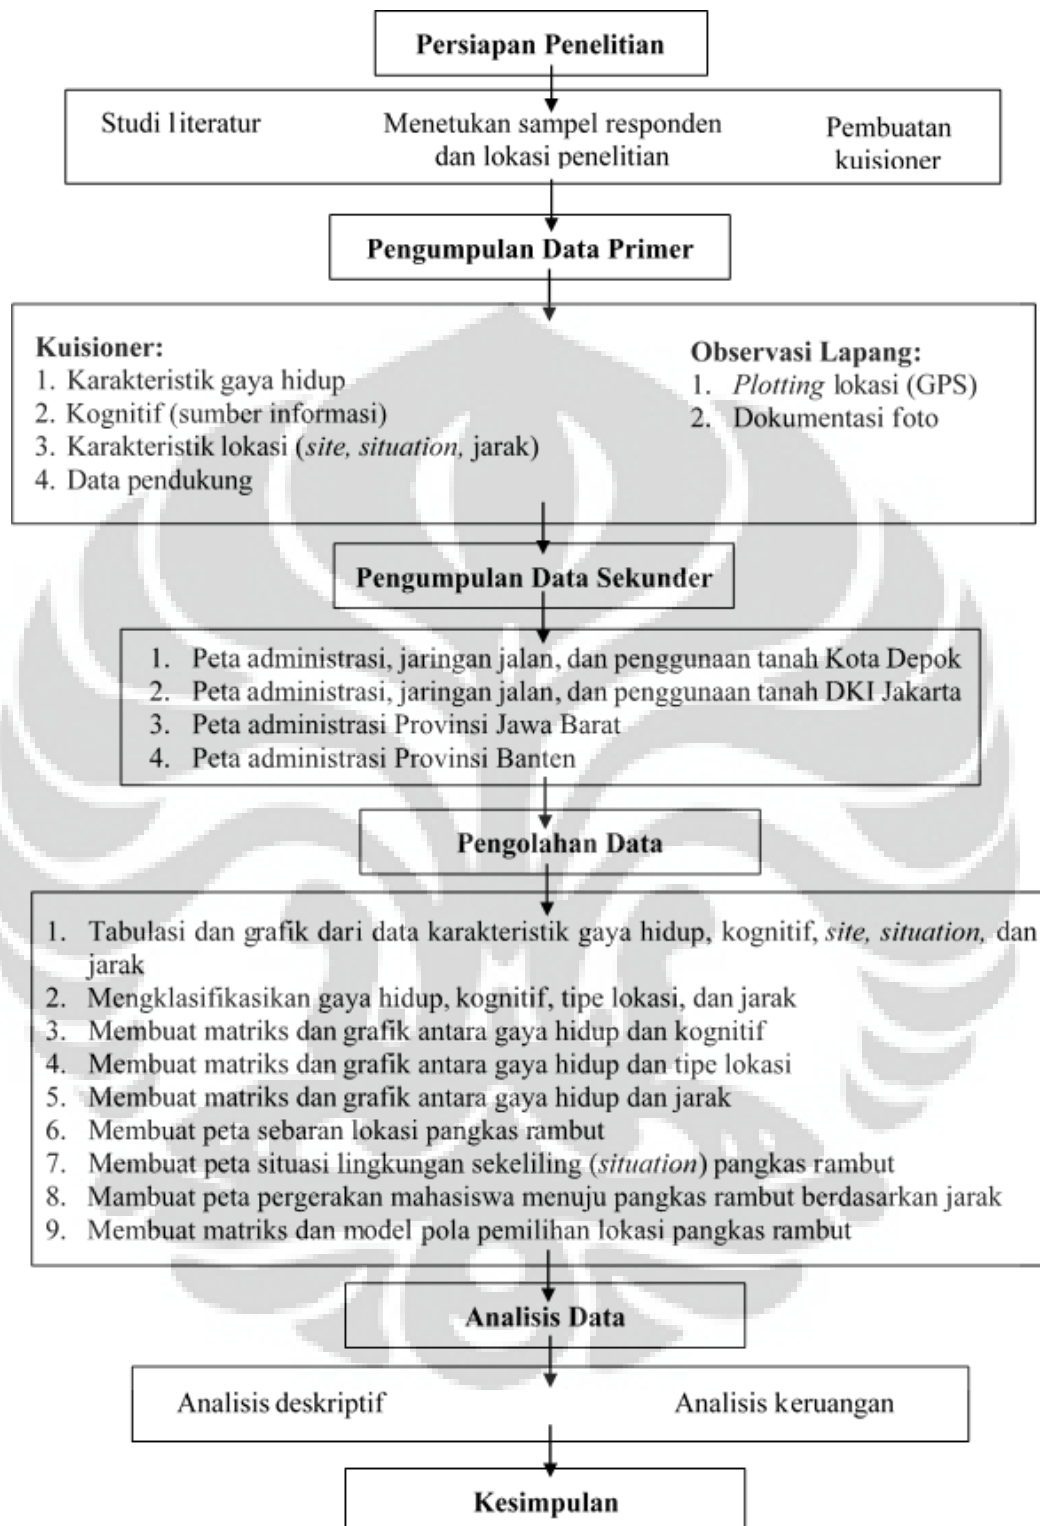 Persiapan Penelitian
Studi literatur
Menetukan sampel responden
dan lokasi penelitian
Pembuatan
kuisioner
Pengumpulan Data Primer
Kuisioner:
1. Karakteristik gaya hidup
2. Kognitif (sumber informasi)
3. Karakteristik lokasi (site, situation, jarak)
4. Data pendukung
Observasi Lapang:
1. Plotting lokasi (GPS)
2. Dokumentasi foto
Pengumpulan Data Sekunder
1. Peta administrasi, jaringan jalan, dan penggunaan tanah Kota Depok
2. Peta administrasi, jaringan jalan, dan penggunaan tanah DKI Jakarta
3. Peta administrasi Provinsi Jawa Barat
4. Peta administrasi Provinsi Banten
Pengolahan Data
1. Tabulasi dan grafik dari data karakteristik gaya hidup, kognitif, site, situation, dan
jarak
2. Mengklasifikasikan gaya hidup, kognitif, tipe lokasi, dan jarak
3. Membuat matriks dan grafik antara gaya hidup dan kognitif
4. Membuat matriks dan grafik antara gaya hidup dan tipe lokasi
5. Membuat matriks dan grafik antara gaya hidup dan jarak
6. Membuat peta sebaran lokasi pangkas rambut
7. Membuat peta situasi lingkungan sekeliling (situation) pangkas rambut
8. Mambuat peta pergerakan mahasiswa menuju pangkas rambut berdasarkan jarak
9. Membuat matriks dan model pola pemilihan lokasi pangkas rambut
Analisis Data
Analisis deskriptif
Analisis keruangan
Kesimpulan